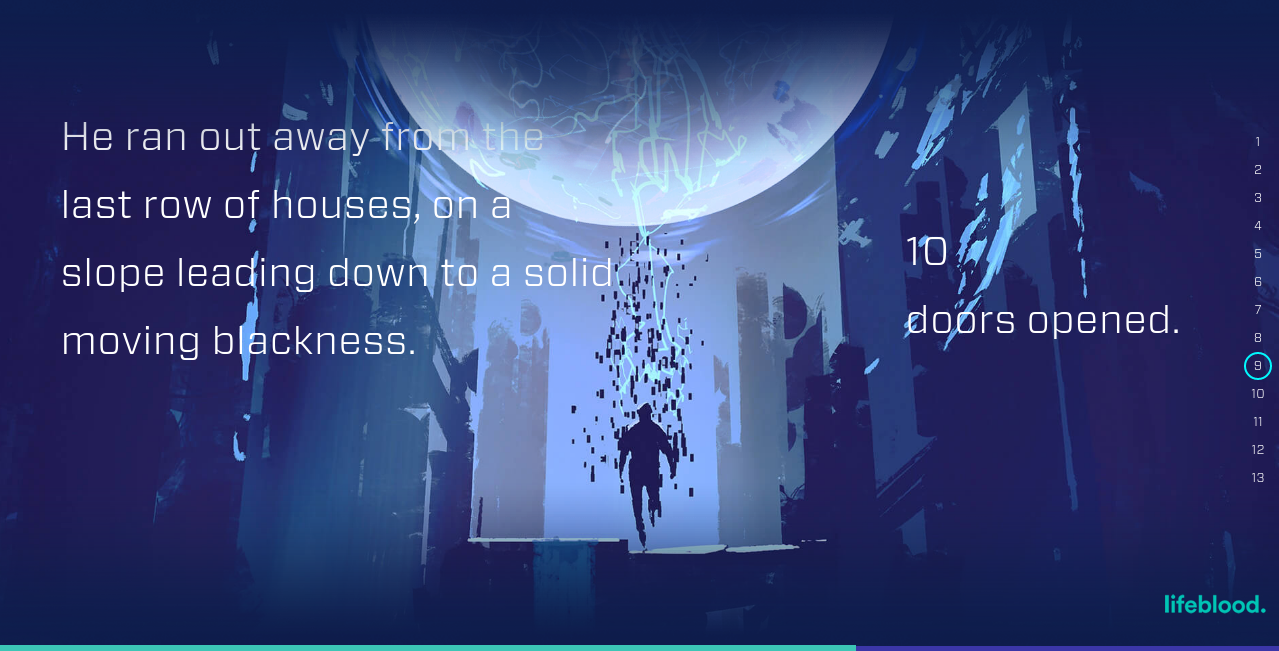 He ran out away from the
last row of houses, on a
slope leading down to a solid
moving blackness.
10
doors opened.
1
2
3
4
5
6
7
8
9
10
11
12
13
lifeblood.